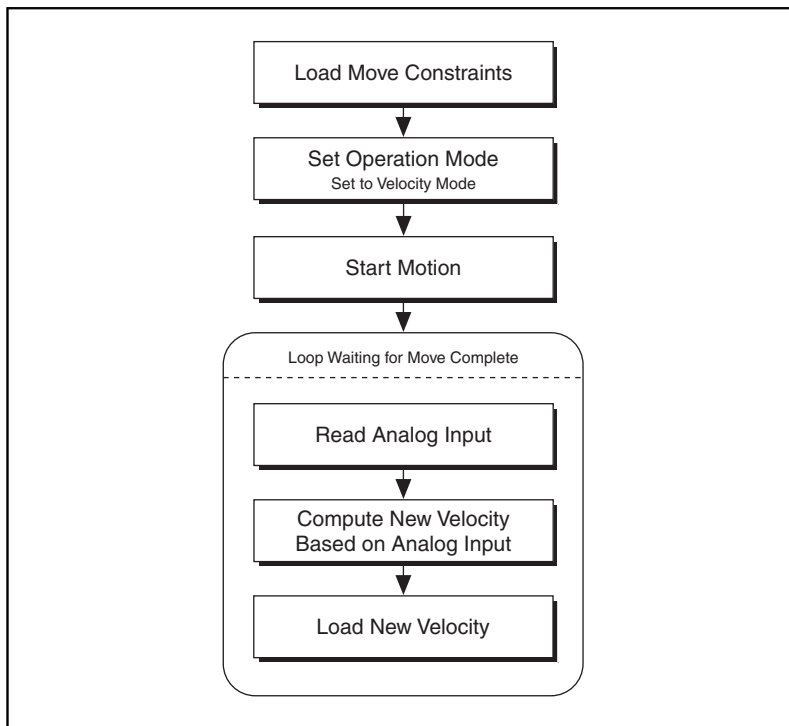 Load Move Constraints
Set Operation Mode
Set to Velocity Mode
Start Motion
Loop Waiting for Move Complete
Read Analog Input
Compute New Velocity
Based on Analog Input
Load New Velocity